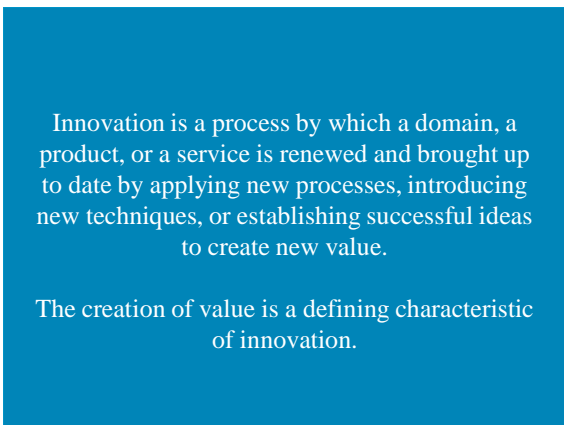 Innovation is a process by which a domain, a
product, or a service is renewed and brought up
to date by applying new processes, introducing
new techniques, or establishing successful ideas
to create new value.
The creation of value is a defining characteristic
of innovation.